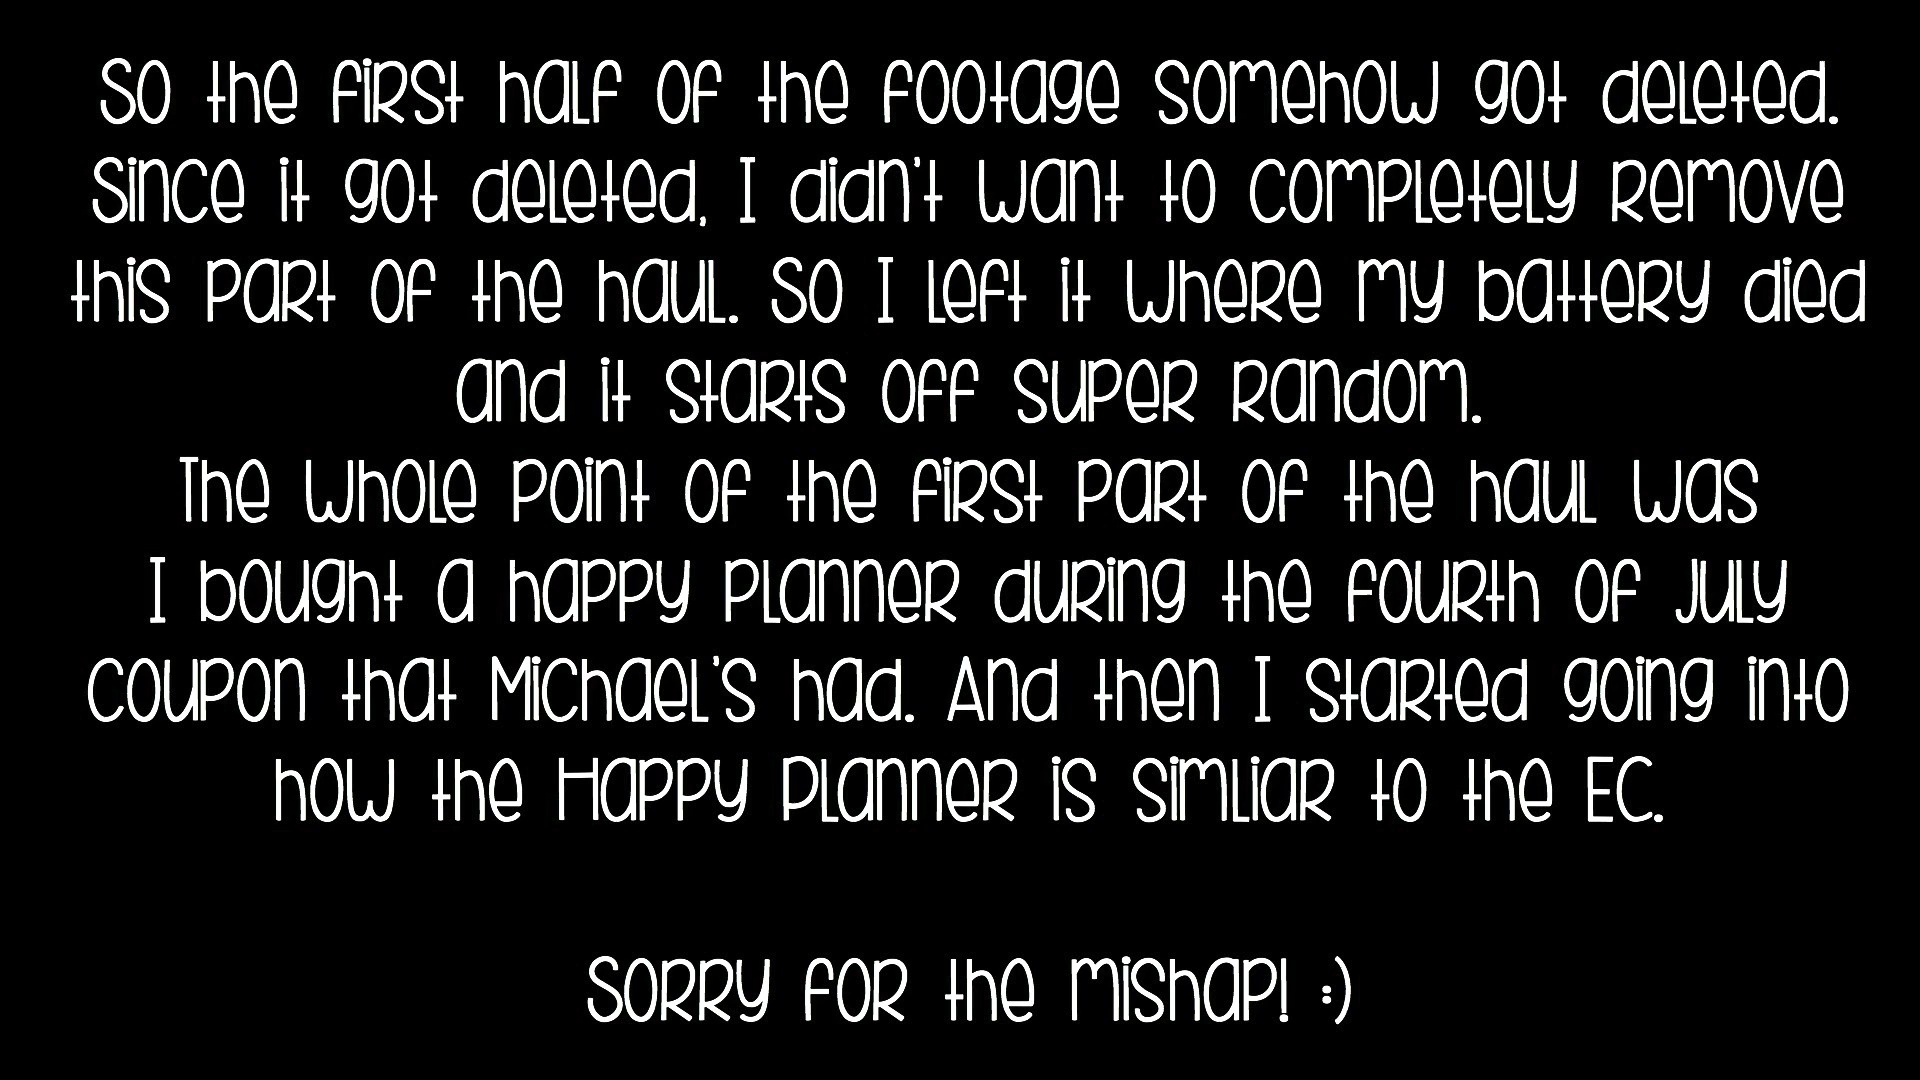 So the first half of the footage somehow got deleted.
Since it got deleted, I didn't want to completely remove
this part of the haul. So I left it where my battery died
and it starts off super random.
The whole point of the first part of the haul was
I bought a happy planner during the fourth of July
coupon that Michael's had. And then I started going into
how the Happy Planner is simliar to the EC.
Sorry for the mishap! :)